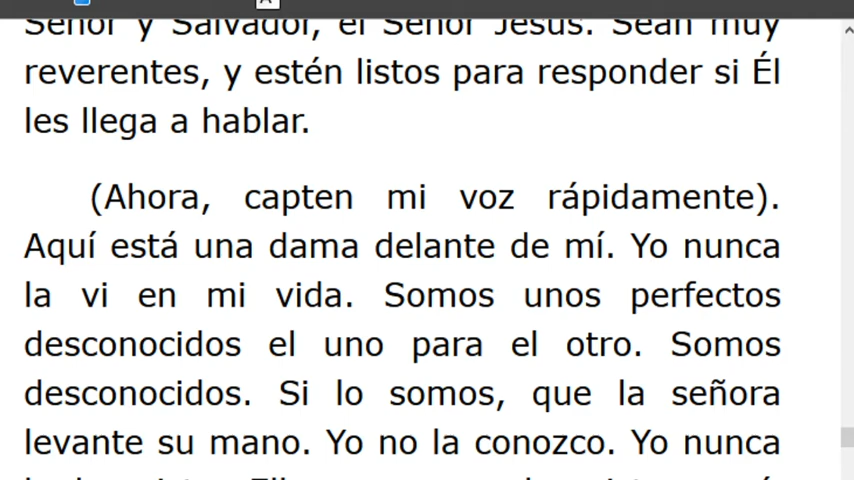 Señor y Salvador, el Señor Jesús. Sean muy
reverentes, y estén listos para responder si Él
les llega a hablar.
(Ahora, capten mi voz rápidamente).
Aquí está una dama delante de mí. Yo nunca
la vi en mi vida. Somos unos perfectos
desconocidos el uno para el otro. Somos
desconocidos. Si lo somos, que la señora
levante su mano. Yo no la conozco. Yo nunca